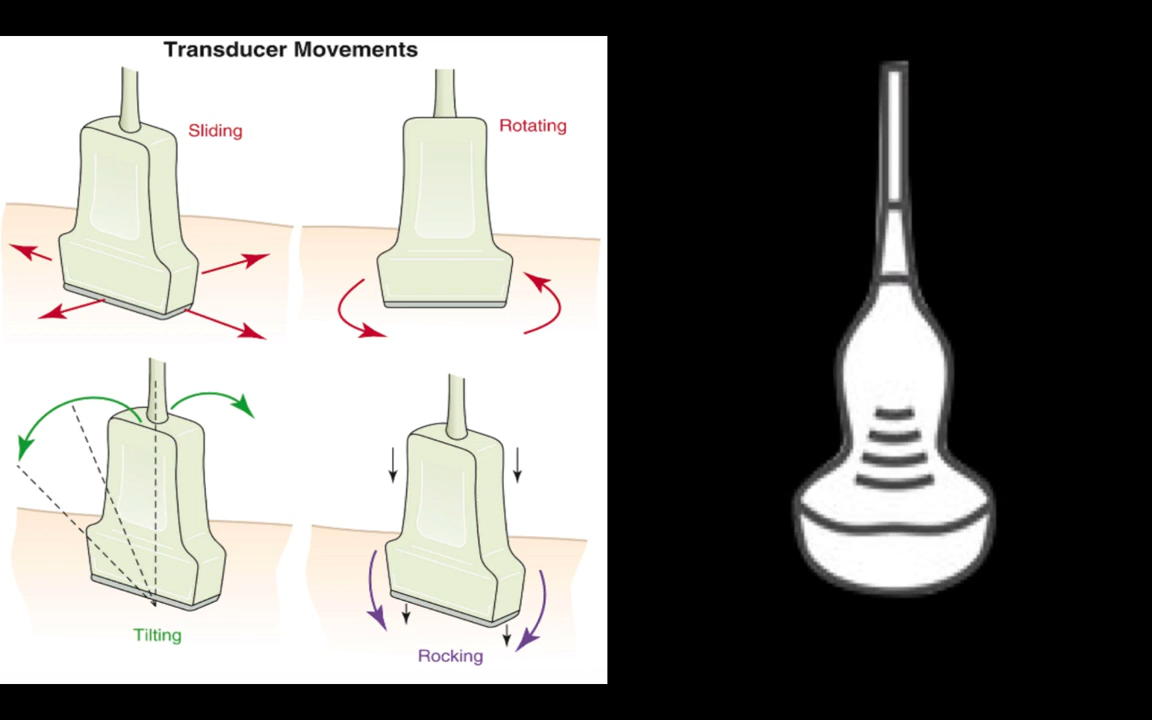 Transducer Movements
Sliding
Rotating
Tilting
Rocking